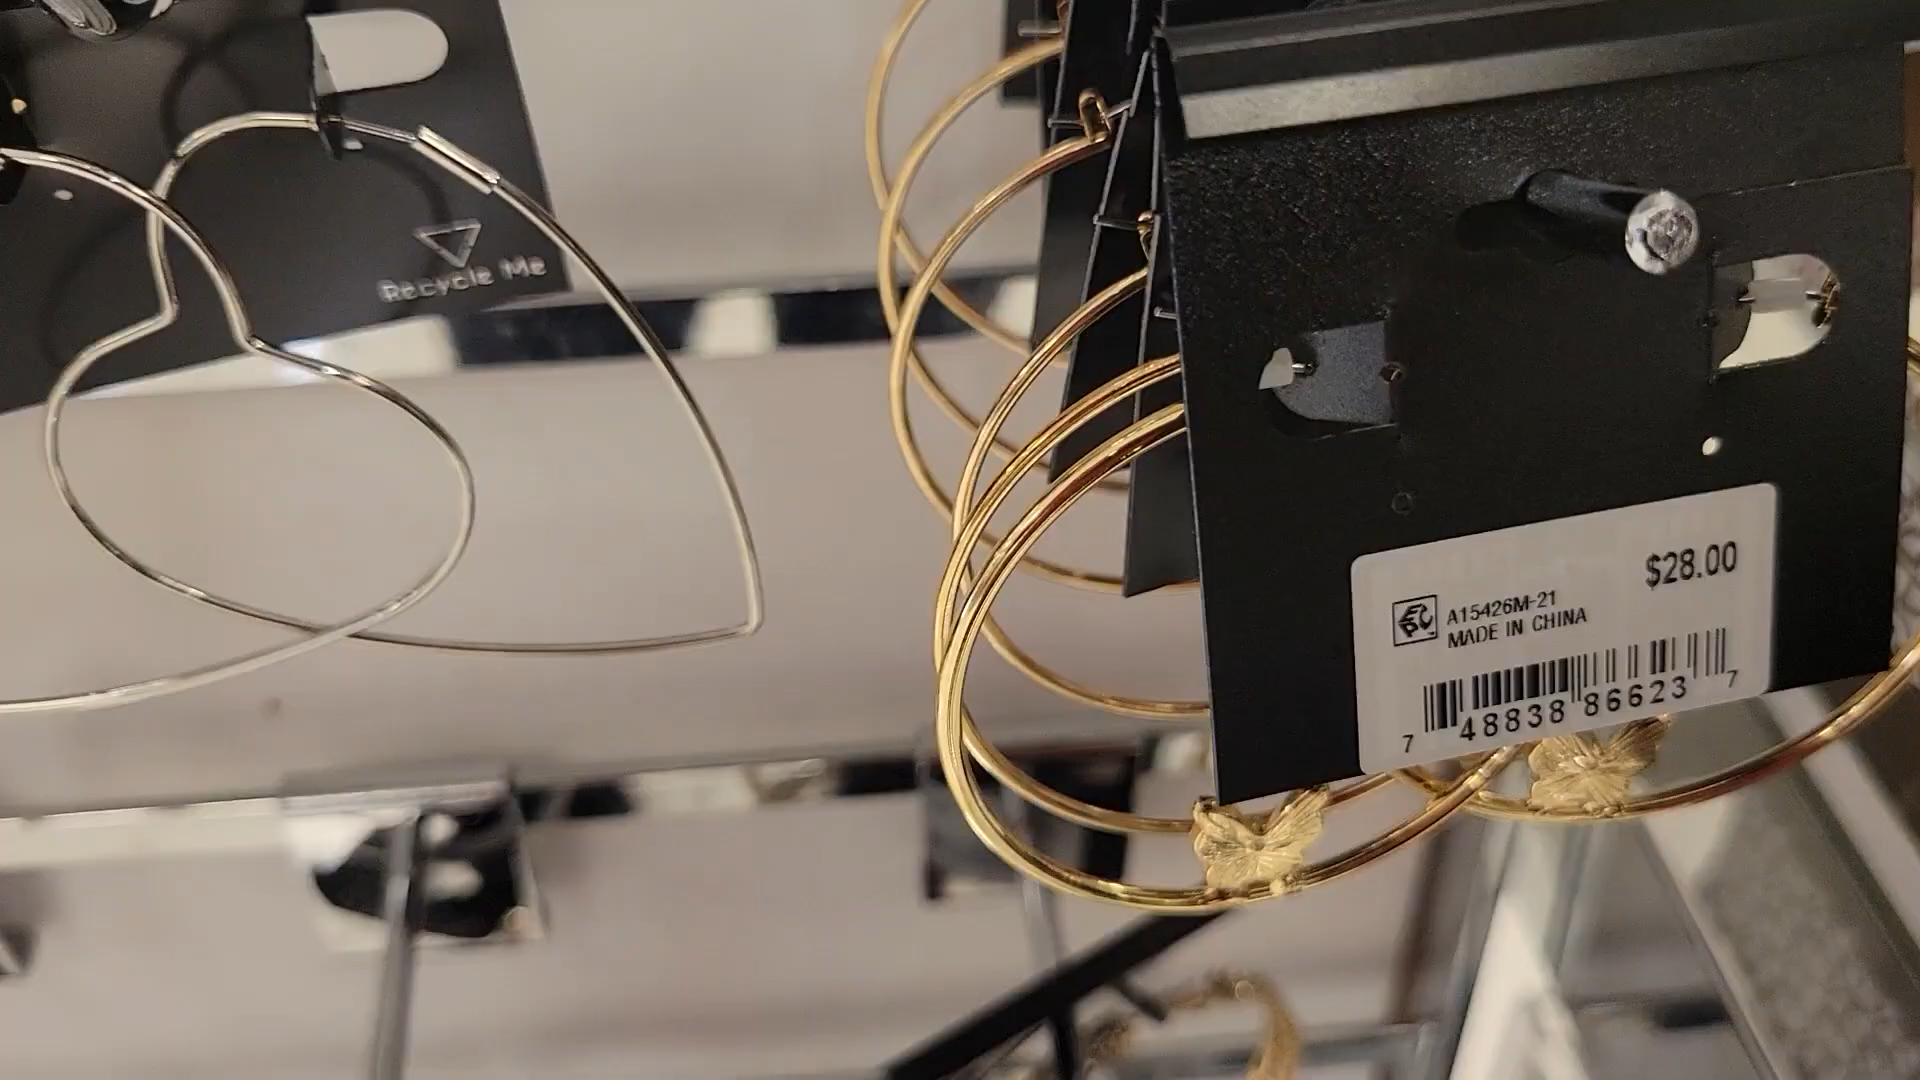 Recycle Me
$28.00
A15426M-21
MADE IN CHINA
7 48838 86623 7